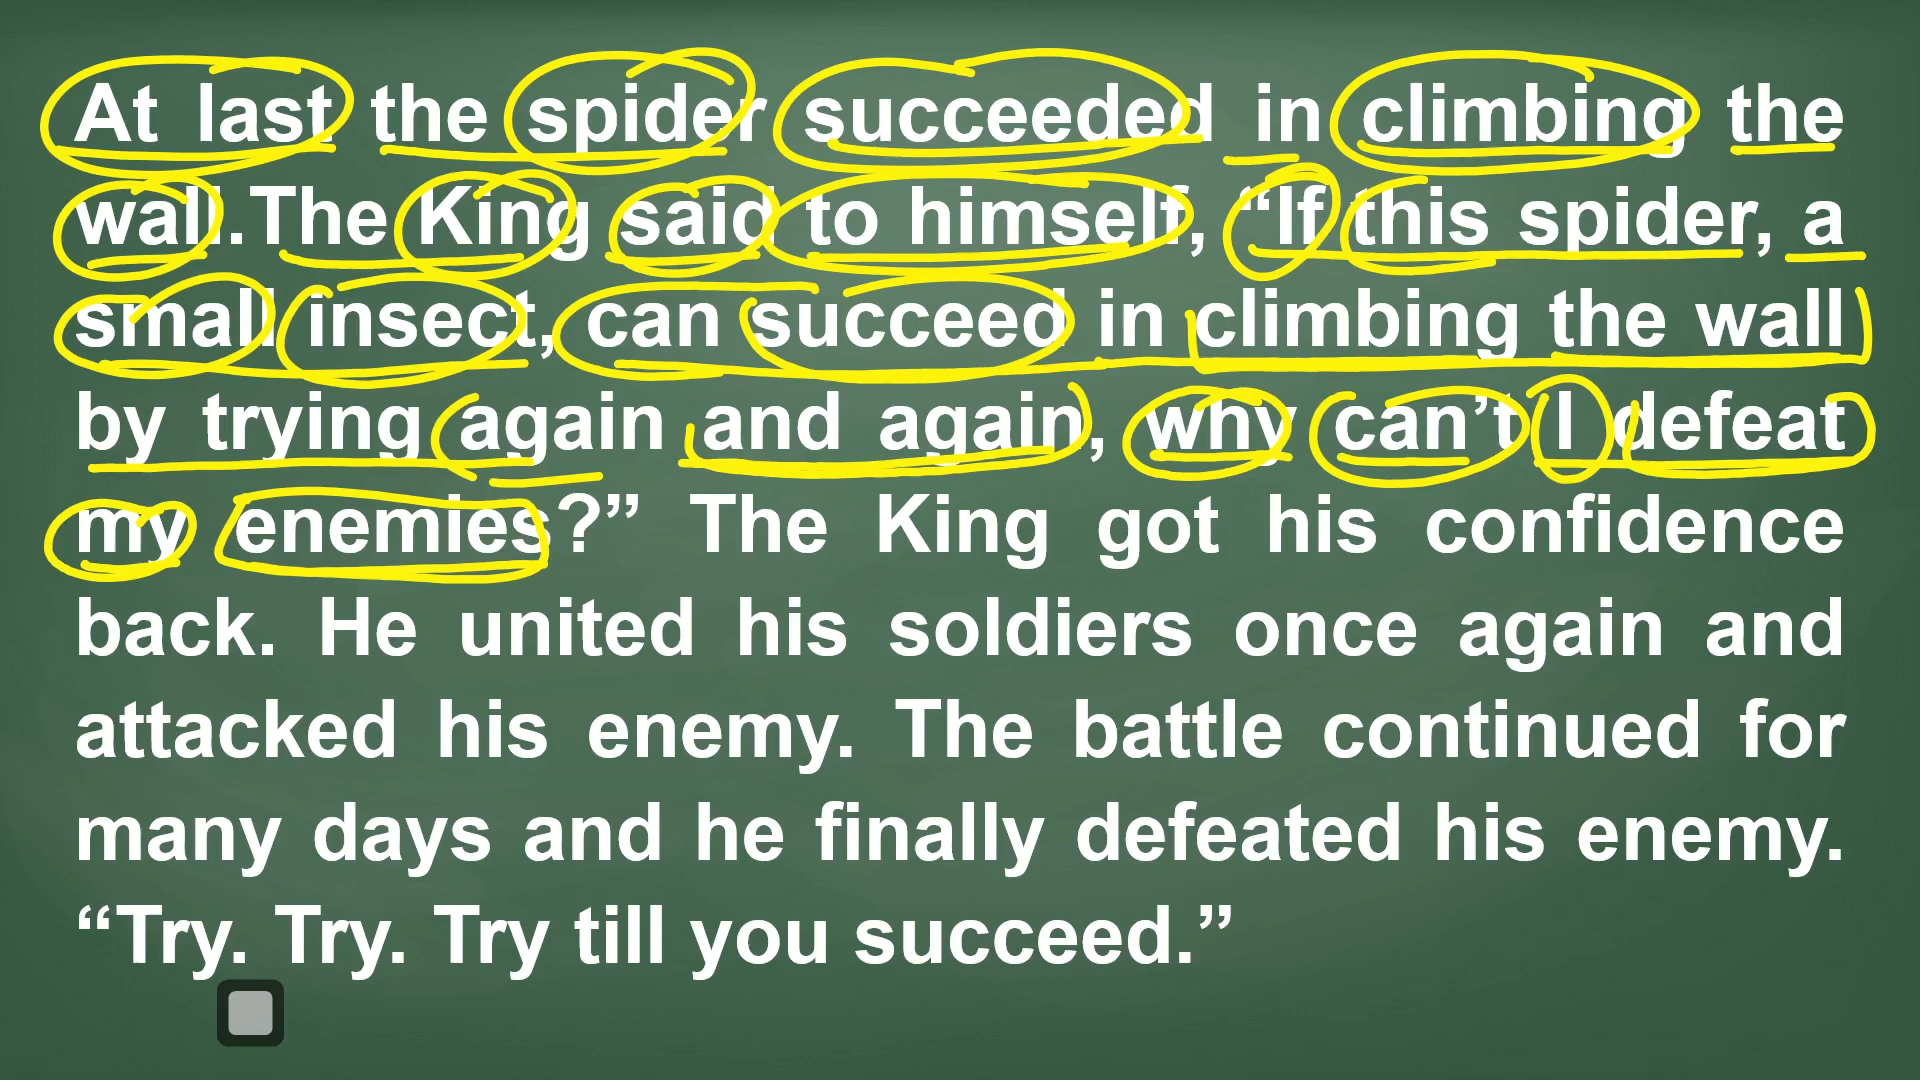 At last the spider succeeded in climbing the
wall.The King said to himself, “If this spider, a
small insect, can succeed in climbing the wall
by trying again and again, why can’t I defeat
my enemies?” The King got his confidence
back. He united his soldiers once again and
attacked his enemy. The battle continued for
many days and he finally defeated his enemy.
“Try. Try. Try till you succeed.”